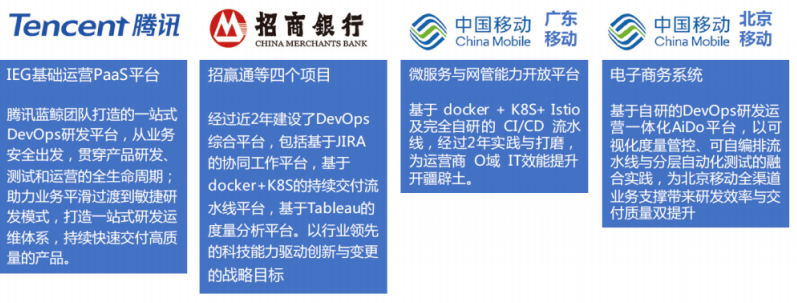 Tencent 腾讯
IEG基础运营PaaS平台
腾讯蓝鲸团队打造的一站式
DevOps研发平台，从业务
安全出发，贯穿产品研发、
测试和运营的全生命周期；
助力业务平滑过渡到敏捷研
发模式，打造一站式研发运
维体系，持续快速交付高质
量的产品。
招商银行
CHINA MERCHANTS BANK
招赢通等四个项目
经过近2年建设了DevOps
综合平台，包括基于JIRA
的协同工作平台，基于
docker+K8S的持续交付流
水线平台，基于Tableau的
度量分析平台。以行业领先
的科技能力驱动创新与变更
的战略目标
中国移动
China Mobile
广东
移动
微服务与网管能力开放平台
基于 docker + K8S+ Istio
及完全自研的 CI/CD 流水
线，经过2年实践与打磨，
为运营商 O域 IT效能提升
开疆辟土。
中国移动
China Mobile
北京
移动
电子商务系统
基于自研的DevOps研发运
营一体化AiDo平台，以可
视化度量管控、可自编排流
水线与分层自动化测试的融
合实践，为北京移动全渠道
业务支撑带来研发效率与交
付质量双提升